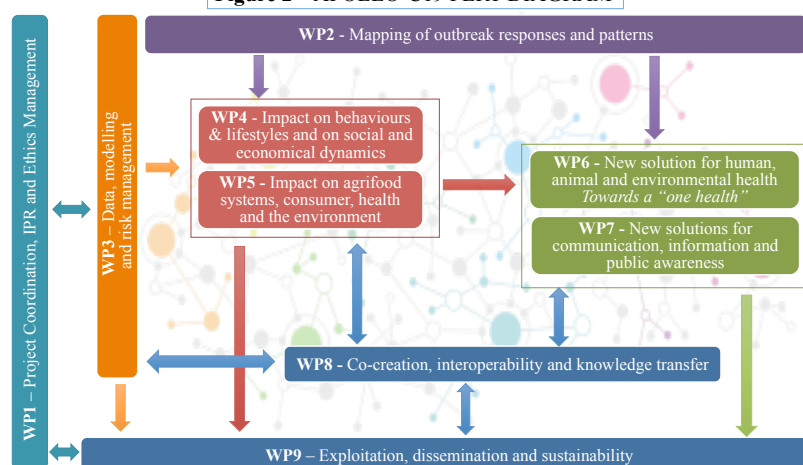 WP2 - Mapping of outbreak responses and patterns
WP1 – Project Coordination, IPR and Ethics Management
WP3 – Data, modelling
and risk management
WP4 - Impact on behaviours
& lifestyles and on social and
economical dynamics
WP5 - Impact on agrifood
systems, consumer, health
and the environment
WP6 - New solution for human,
animal and environmental health
Towards a “one health”
WP7 - New solutions for
communication, information and
public awareness
WP8 - Co-creation, interoperability and knowledge transfer
WP9 – Exploitation, dissemination and sustainability